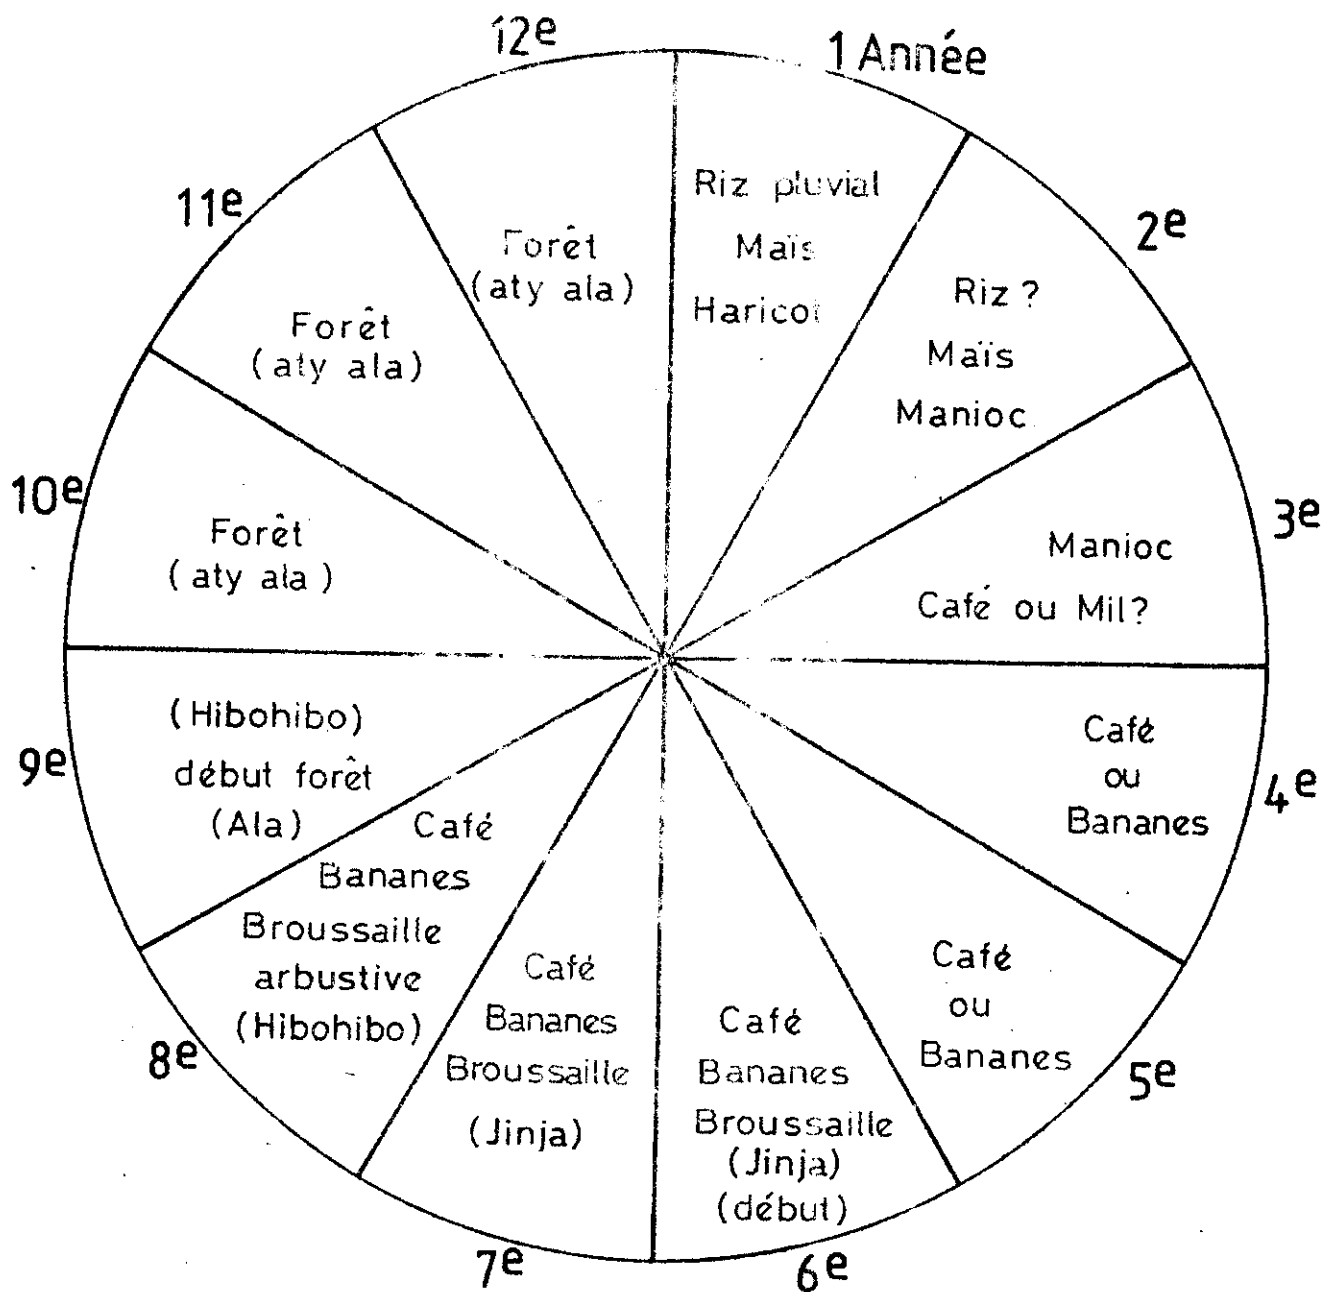 1 Année
Riz pluvial
Maïs
Haricot
2e
Riz ?
Maïs
Manioc
3e
Manioc
Café ou Mil?
4e
Café
ou
Bananes
5e
Café
ou
Bananes
6e
Café
Bananes
Broussaille
(Jinja)
(début)
7e
Café
Bananes
Broussaille
(Jinja)
8e
Café
Bananes
Broussaille
arbustive
(Hibohibo)
9e
(Hibohibo)
début forêt
(Ala)
10e
Forêt
(aty ala)
11e
Forêt
(aty ala)
12e
Forêt
(aty ala)